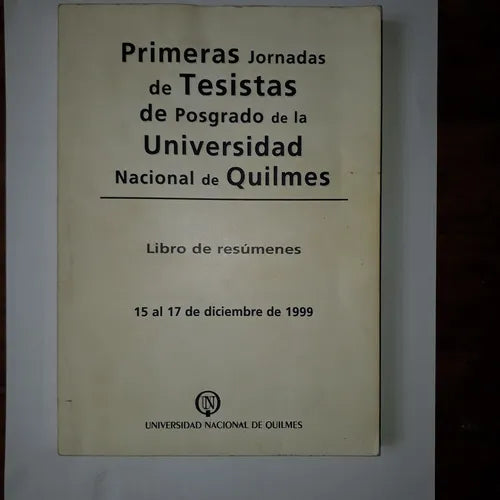 Primeras Jornadas
de Tesistas
de Posgrado de la
Universidad
Nacional de Quilmes
Libro de resúmenes
15 al 17 de diciembre de 1999
UNIVERSIDAD NACIONAL DE QUILMES